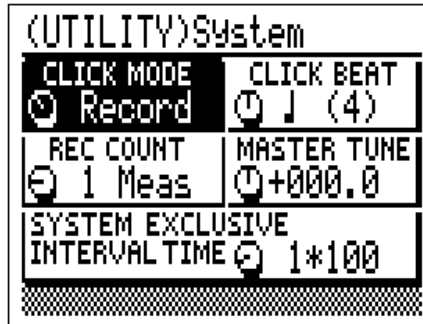 (UTILITY)System
CLICK MODE
Record
CLICK BEAT
♩ (4)
REC COUNT
1 Meas
MASTER TUNE
+000.0
SYSTEM EXCLUSIVE
INTERVAL TIME 1*100